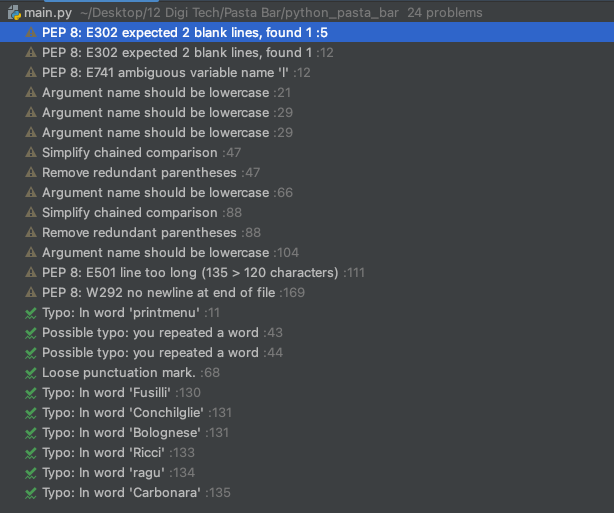 main.py ~/Desktop/12 Digi Tech/Pasta Bar/python_pasta_bar 24 problems
PEP 8: E302 expected 2 blank lines, found 1 :5
PEP 8: E302 expected 2 blank lines, found 1 :12
PEP 8: E741 ambiguous variable name 'l' :12
Argument name should be lowercase :21
Argument name should be lowercase :29
Argument name should be lowercase :29
Simplify chained comparison :47
Remove redundant parentheses :47
Argument name should be lowercase :66
Simplify chained comparison :88
Remove redundant parentheses :88
Argument name should be lowercase :104
PEP 8: E501 line too long (135 > 120 characters) :111
PEP 8: W292 no newline at end of file :169
Typo: In word 'printmenu' :11
Possible typo: you repeated a word :43
Possible typo: you repeated a word :44
Loose punctuation mark. :68
Typo: In word 'Fusilli' :130
Typo: In word 'Conchilglie' :131
Typo: In word 'Bolognese' :131
Typo: In word 'Ricci' :133
Typo: In word 'ragu' :134
Typo: In word 'Carbonara' :135